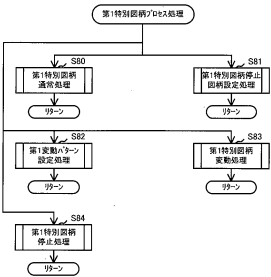 第1特別図柄プロセス処理
S80
第1特別図柄
通常処理
リターン
S81
第1特別図柄停止
図柄設定処理
リターン
S82
第1変動パターン
設定処理
リターン
S83
第1特別図柄
変動処理
リターン
S84
第1特別図柄
停止処理
リターン